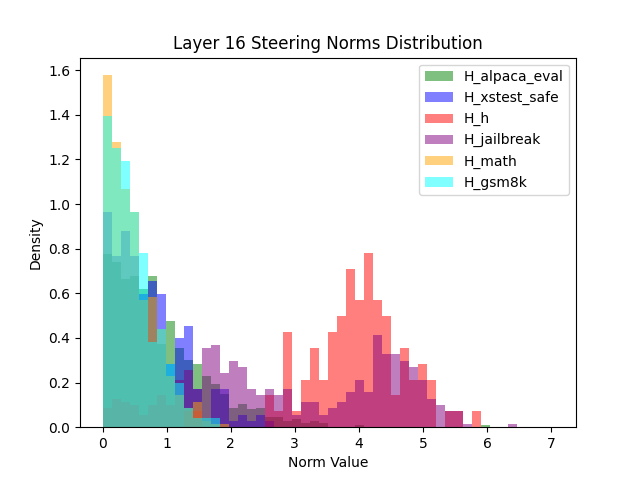 Layer 16 Steering Norms Distribution
H_alpaca_eval
H_xstest_safe
H_h
H_jailbreak
H_math
H_gsm8k
Density
1.6
1.4
1.2
1.0
0.8
0.6
0.4
0.2
0.0
0 1 2 3 4 5 6 7
Norm Value